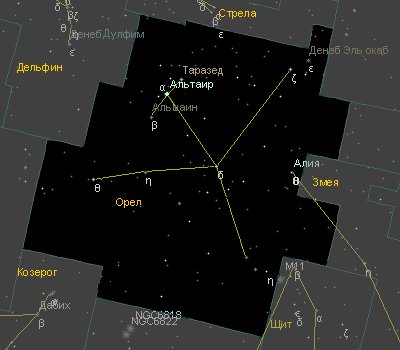 Стрела
δ
β
ε
δ
βζ
Денеб Дулфим
ε
Дельфин
Денеб Эль окаб
ε
ζ
Таразед
α
Альтаир
Альшаин
β
Алия
θ
Змея
θ
η
δ
Орел
Козерог
Дабих
α
β
η
M11
β
η
NGC6818
NGC6822
Щит
α
ζ
δ